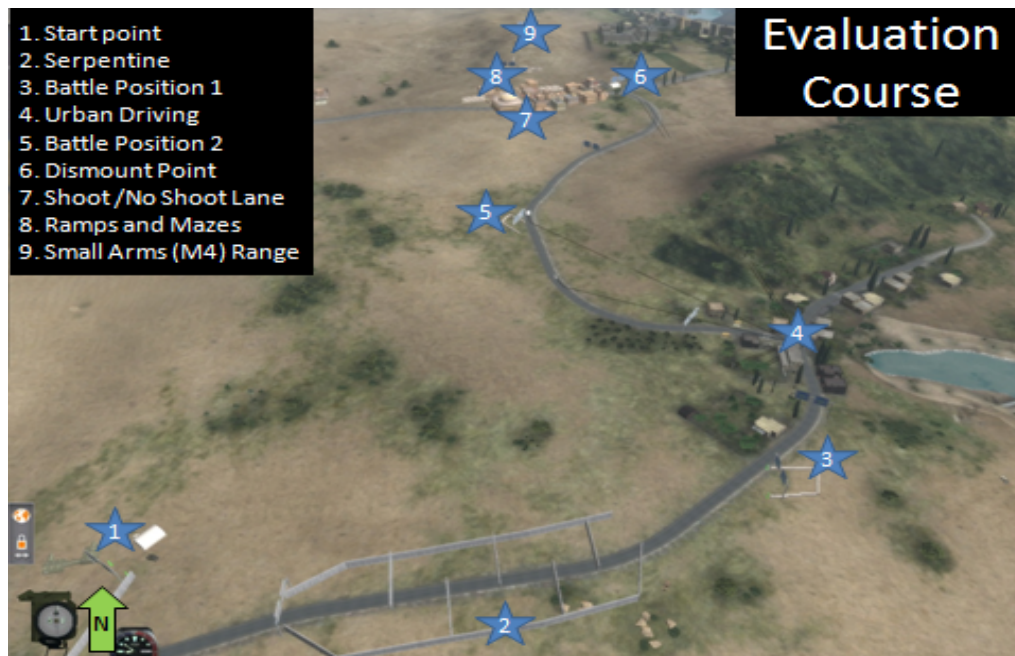 1. Start point
2. Serpentine
3. Battle Position 1
4. Urban Driving
5. Battle Position 2
6. Dismount Point
7. Shoot /No Shoot Lane
8. Ramps and Mazes
9. Small Arms (M4) Range
Evaluation
Course
9
8
6
7
5
4
3
1
2
N